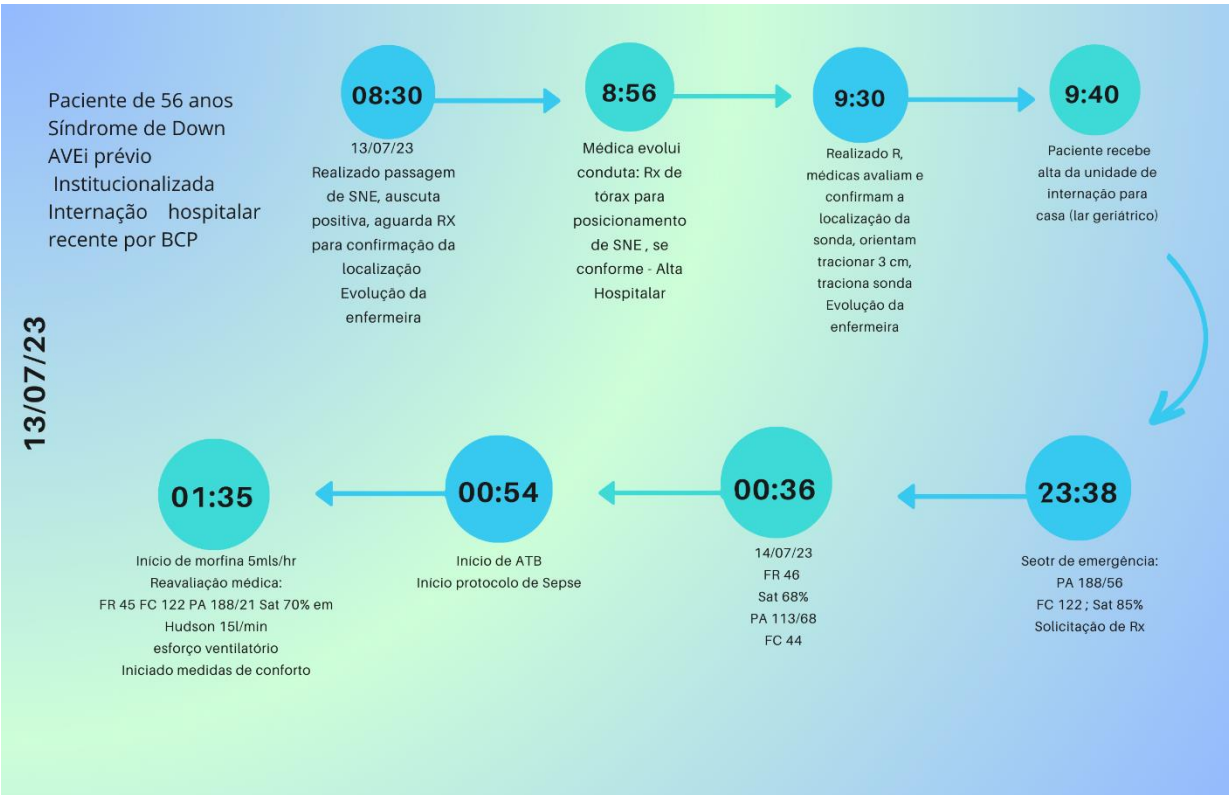 Paciente de 56 anos
Síndrome de Down
AVEi prévio
Institucionalizada
Internação hospitalar
recente por BCP
13/07/23
08:30
13/07/23
Realizado passagem
de SNE, auscuta
positiva, aguarda RX
para confirmação da
localização
Evolução da
enfermeira
8:56
Médica evolui
conduta: Rx de
tórax para
posicionamento
de SNE , se
conforme - Alta
Hospitalar
9:30
Realizado R,
médicas avaliam e
confirmam a
localização da
sonda, orientam
tracionar 3 cm,
traciona sonda
Evolução da
enfermeira
9:40
Paciente recebe
alta da unidade de
internação para
casa (lar geriátrico)
23:38
Seotr de emergência:
PA 188/56
FC 122 ; Sat 85%
Solicitação de Rx
00:36
14/07/23
FR 46
Sat 68%
PA 113/68
FC 44
00:54
Início de ATB
Início protocolo de Sepse
01:35
Início de morfina 5mls/hr
Reavaliação médica:
FR 45 FC 122 PA 188/21 Sat 70% em
Hudson 15l/min
esforço ventilatório
Iniciado medidas de conforto